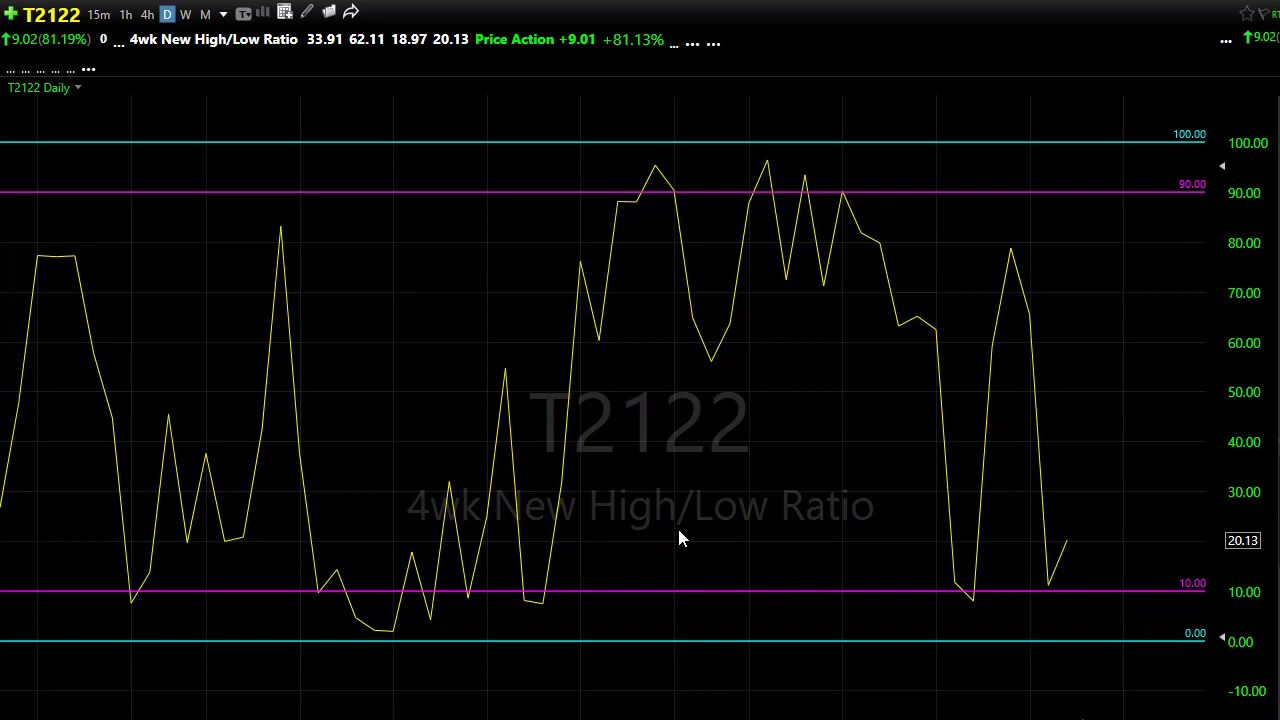 T2122 15m 1h 4h D W M T
9.02(81.19%) 0 ... 4wk New High/Low Ratio 33.91 62.11 18.97 20.13 Price Action +9.01 +81.13% ... ... ... ... 9.02(
... ... ... ... ... ...
T2122 Daily
100.00 100.00
90.00 90.00
80.00
70.00
60.00
50.00
T2122
40.00
30.00
4wk New High/Low Ratio
20.13
10.00 10.00
0.00 0.00
-10.00